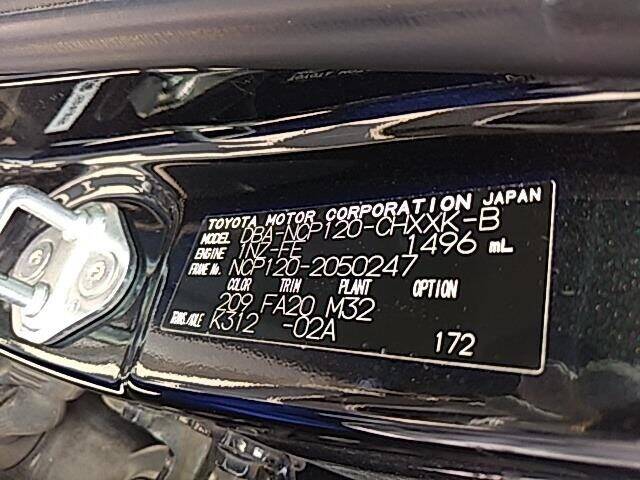 TOYOTA MOTOR CORPORATION JAPAN
MODEL DBA-NCP120-CHXXK-B
ENGINE 1NZ-FE 1496 mL
FRAME No. NCP120-2050247
COLOR TRIM PLANT OPTION
209 FA20 M32
TRANS./AXLE K312 -02A
172